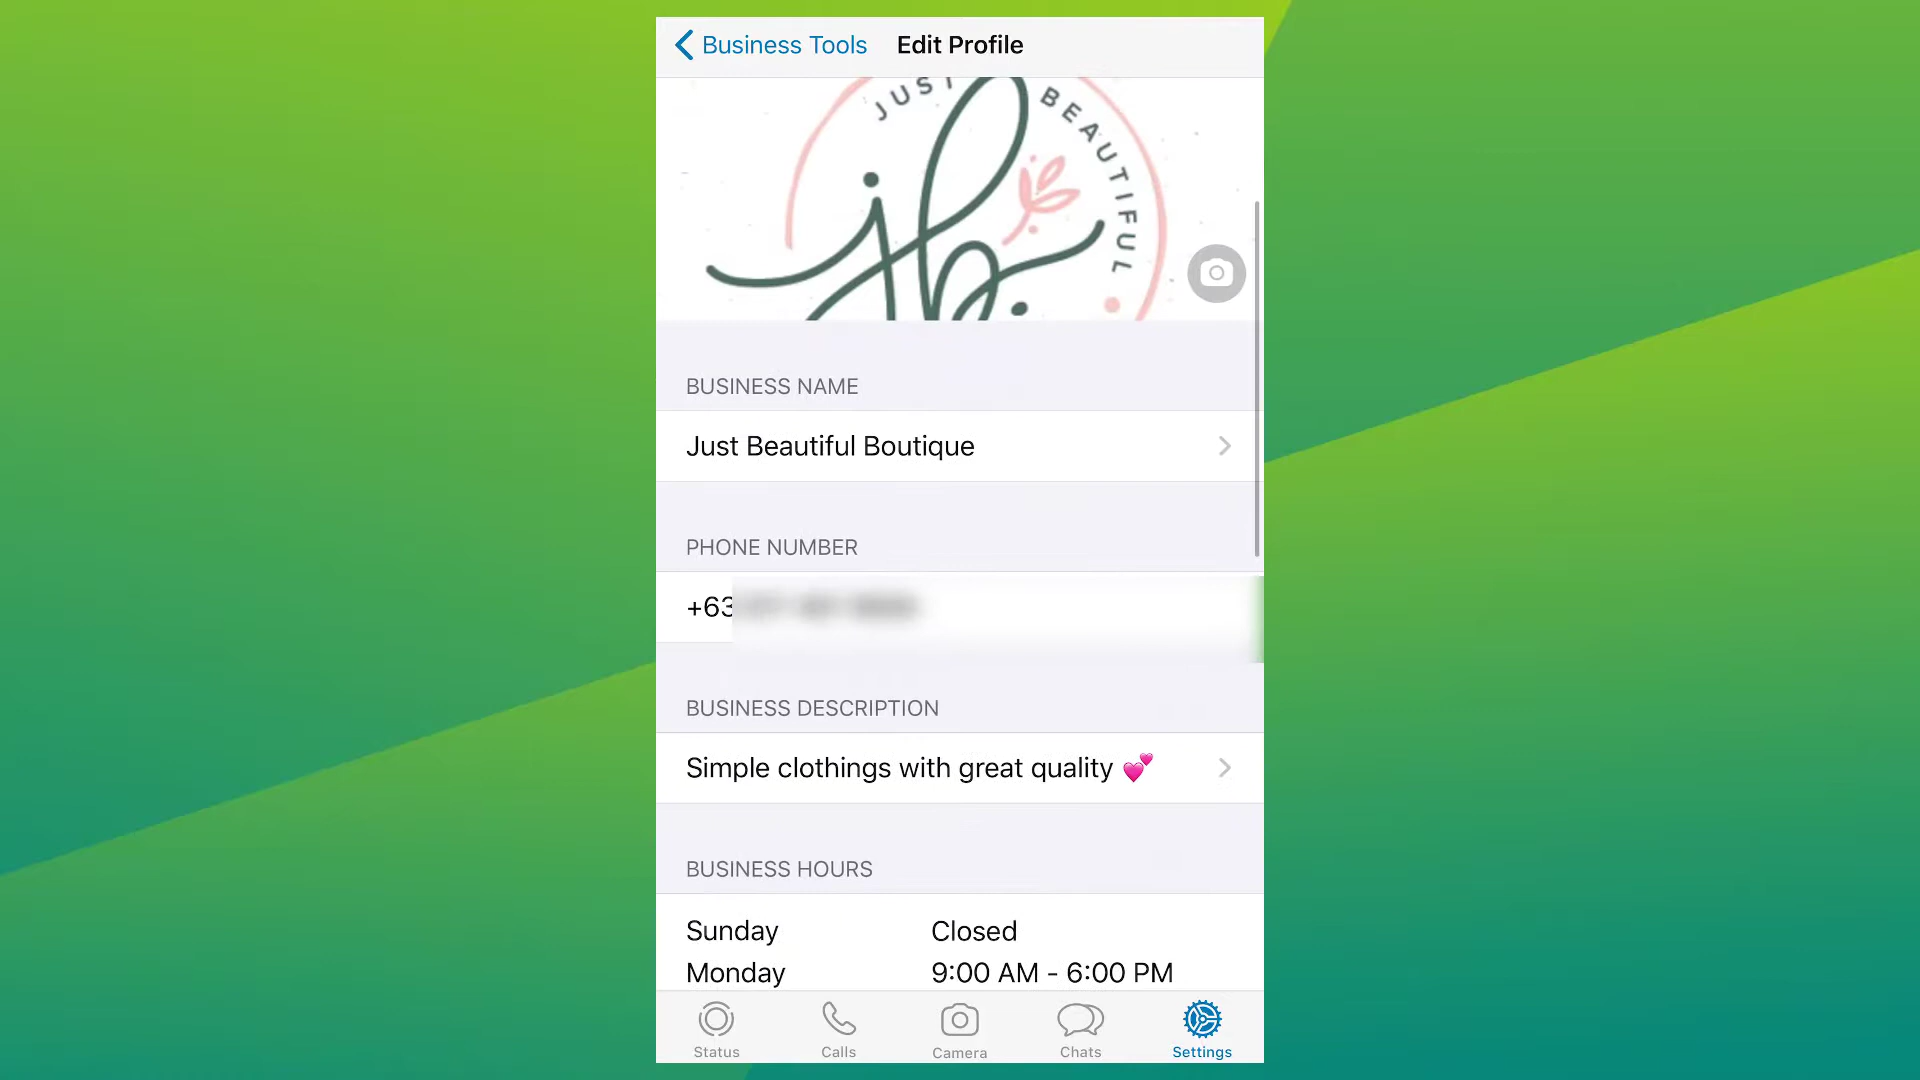 Business Tools Edit Profile
JUST BEAUTIFUL
jb.
BUSINESS NAME
Just Beautiful Boutique
PHONE NUMBER
+63
BUSINESS DESCRIPTION
Simple clothings with great quality 💕
BUSINESS HOURS
Sunday Closed
Monday 9:00 AM - 6:00 PM
Status Calls Camera Chats Settings